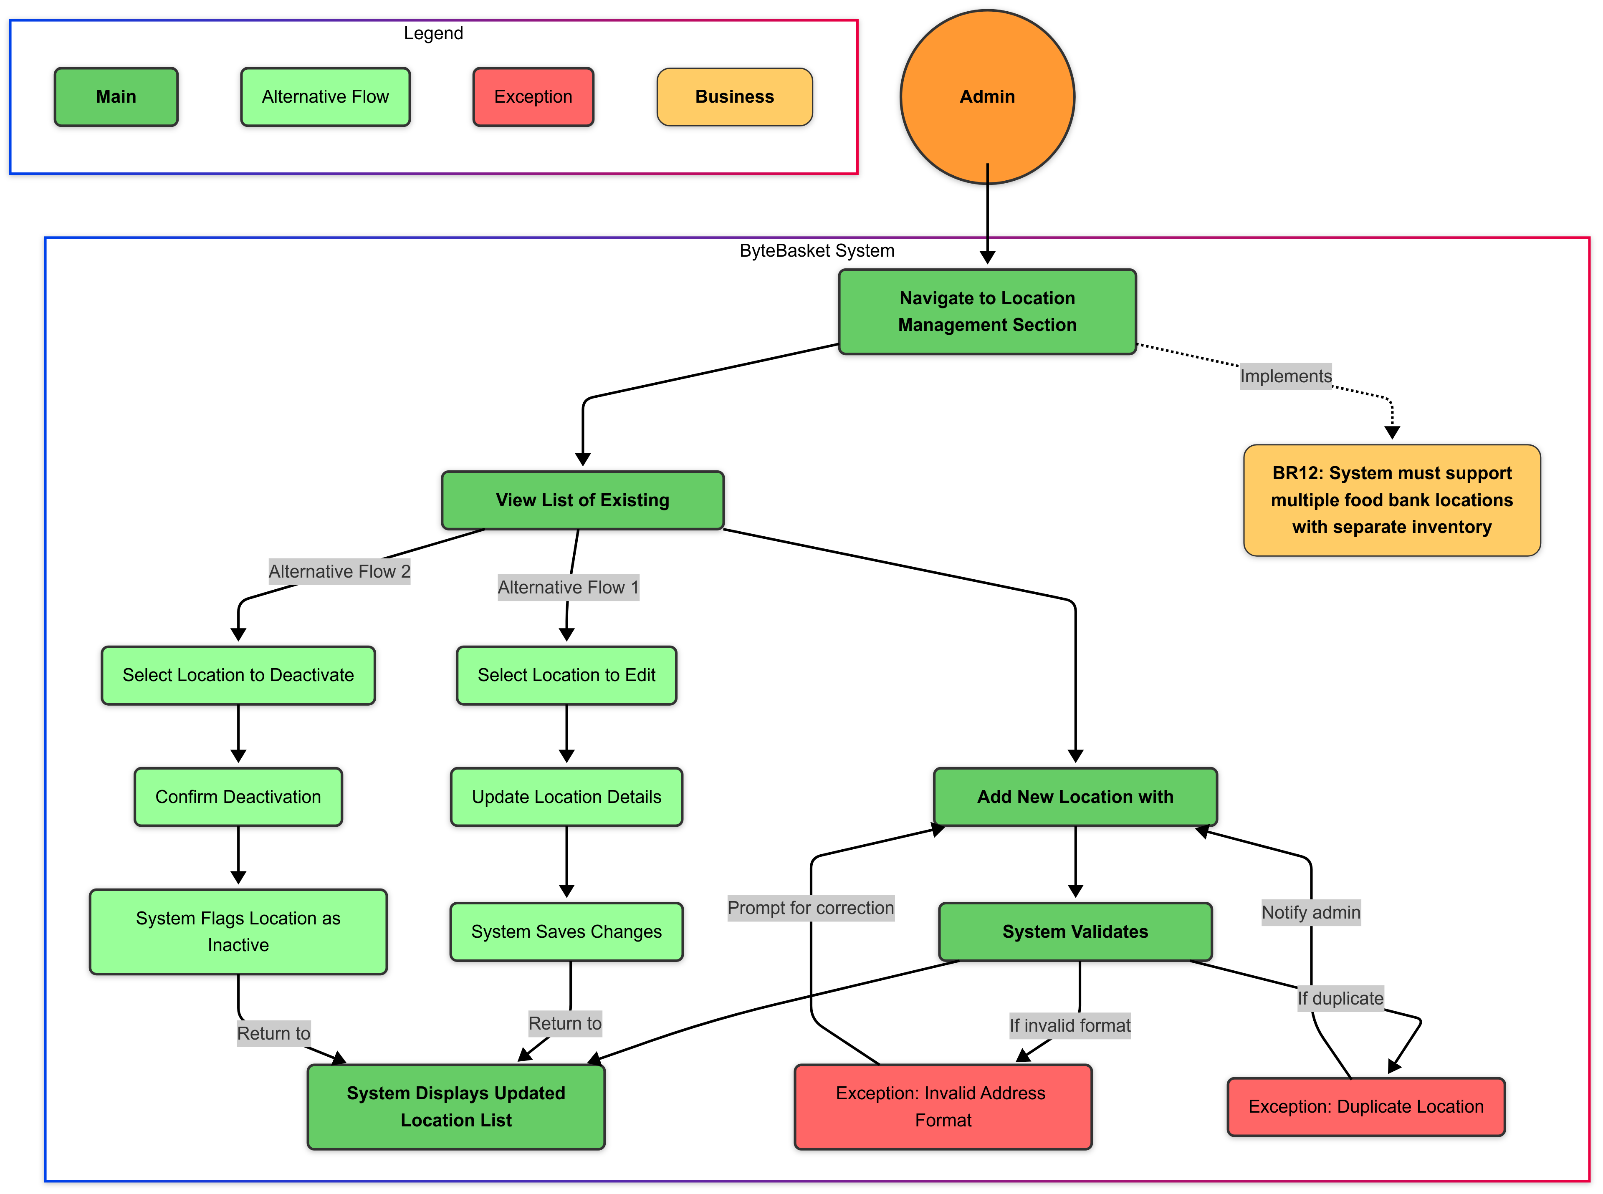 Legend
Main
Alternative Flow
Exception
Business
Admin
ByteBasket System
Navigate to Location
Management Section
Implements
BR12: System must support
multiple food bank locations
with separate inventory
View List of Existing
Alternative Flow 2
Alternative Flow 1
Select Location to Deactivate
Select Location to Edit
Confirm Deactivation
Update Location Details
Add New Location with
System Flags Location as
Inactive
System Saves Changes
Prompt for correction
System Validates
Notify admin
Return to
Return to
If invalid format
If duplicate
System Displays Updated
Location List
Exception: Invalid Address
Format
Exception: Duplicate Location